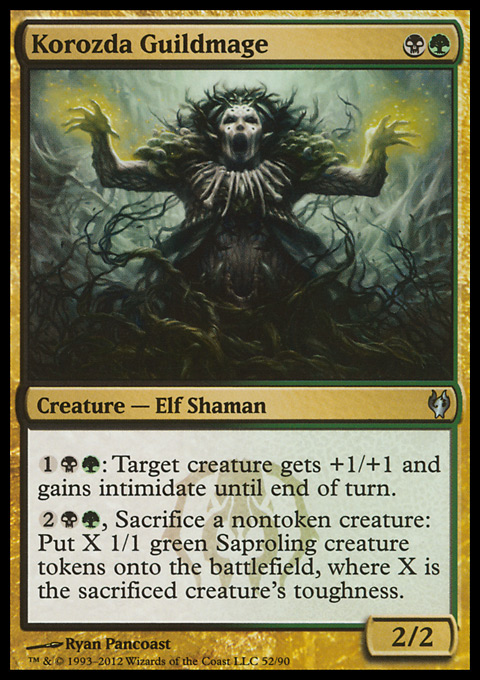 Korozda Guildmage
Creature — Elf Shaman
1: Target creature gets +1/+1 and
gains intimidate until end of turn.
2, Sacrifice a nontoken creature:
Put X 1/1 green Saproling creature
tokens onto the battlefield, where X is
the sacrificed creature's toughness.
Ryan Pancoast
2/2
™ & © 1993–2012 Wizards of the Coast LLC 52/90